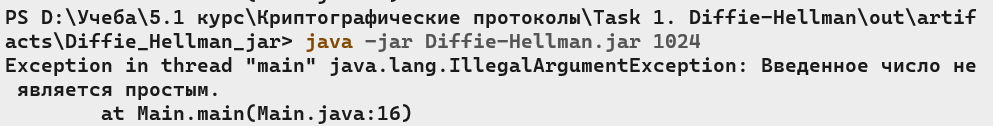 PS D:\Учеба\5.1 курс\Криптографические протоколы\Task 1. Diffie-Hellman\out\artif
acts\Diffie_Hellman_jar> java -jar Diffie-Hellman.jar 1024
Exception in thread "main" java.lang.IllegalArgumentException: Введенное число не
является простым.
at Main.main(Main.java:16)